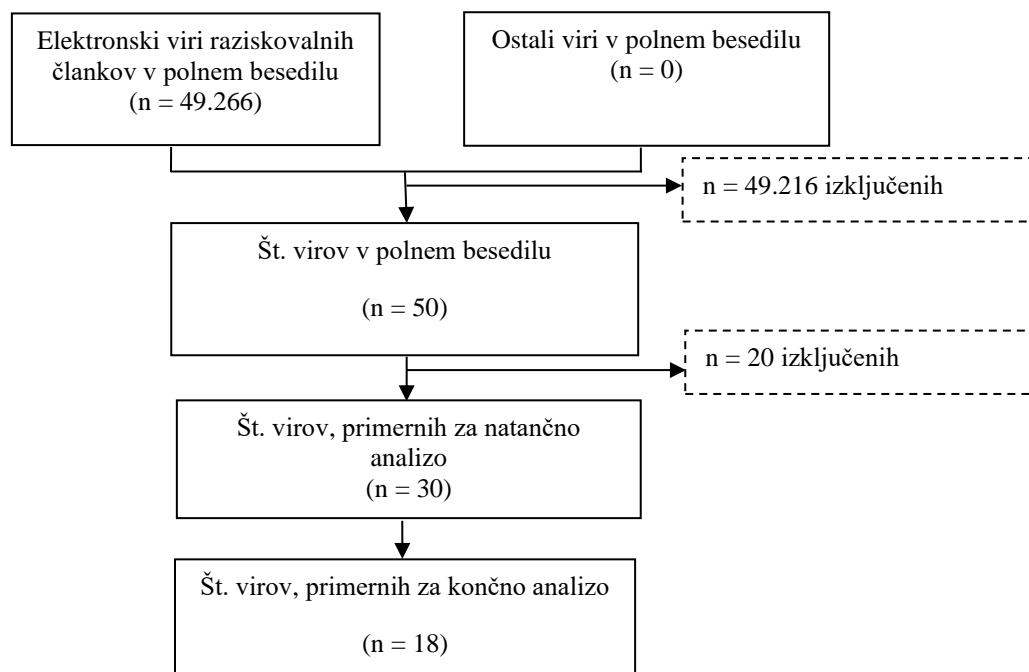 Elektronski viri raziskovalnih
člankov v polnem besedilu
(n = 49.266)
Ostali viri v polnem besedilu
(n = 0)
n = 49.216 izključenih
Št. virov v polnem besedilu
(n = 50)
n = 20 izključenih
Št. virov, primernih za natančno
analizo
(n = 30)
Št. virov, primernih za končno analizo
(n = 18)